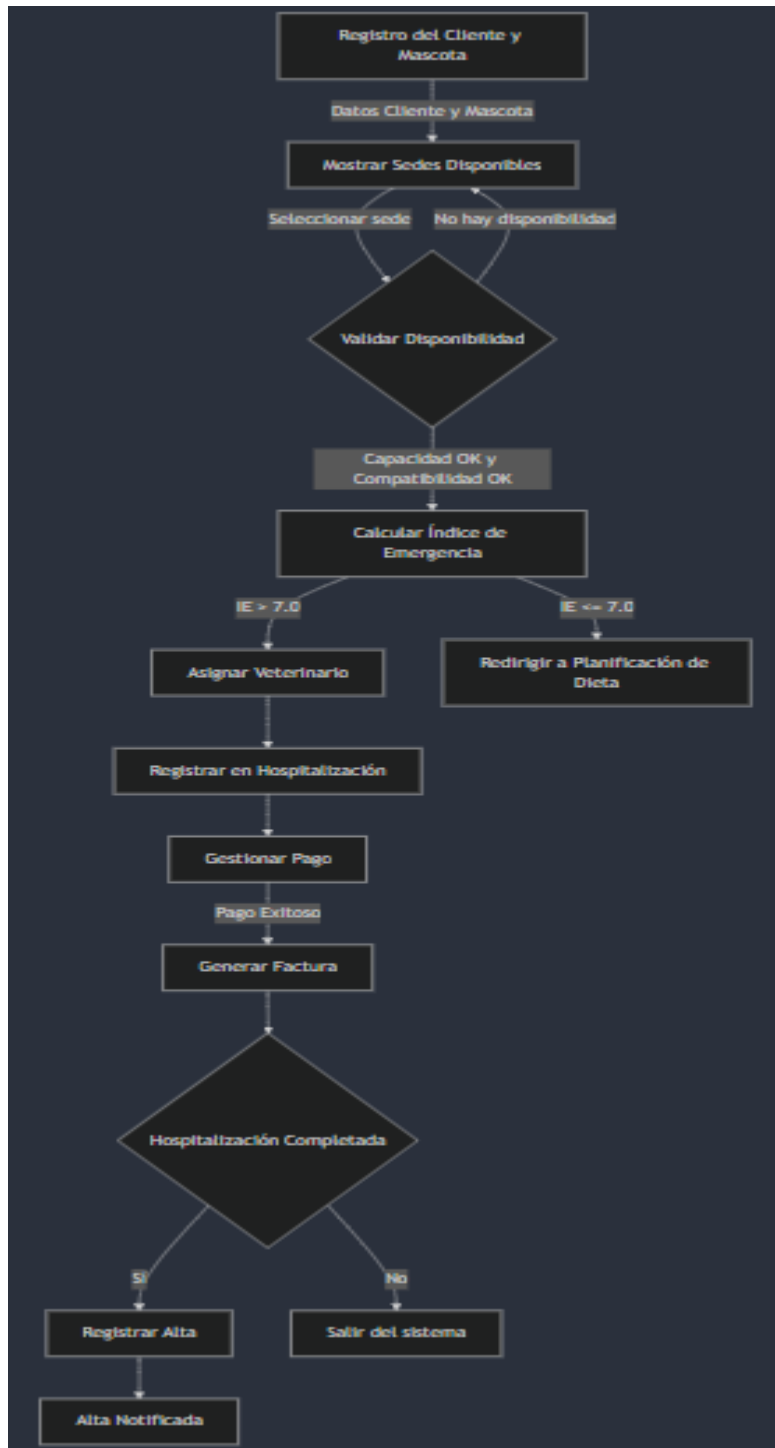 Registro del Cliente y
Mascota
Datos Cliente y Mascota
Mostrar Sedes Disponibles
Seleccionar sede
No hay disponibilidad
Validar Disponibilidad
Capacidad OK y
Compatibilidad OK
Calcular Índice de
Emergencia
IE > 7.0
IE <= 7.0
Asignar Veterinario
Redirigir a Planificación de
Dieta
Registrar en Hospitalización
Gestionar Pago
Pago Exitoso
Generar Factura
Hospitalización Completada
Sí
No
Registrar Alta
Salir del sistema
Alta Notificada